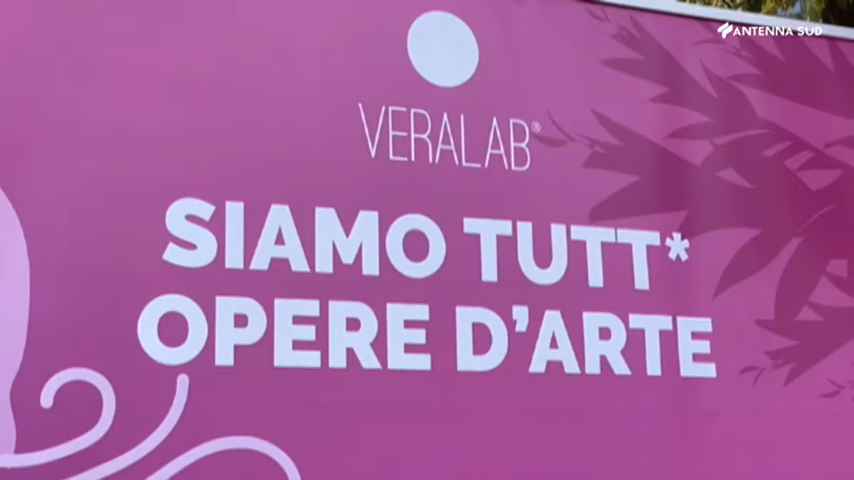 ANTENNA SUD
VERALAB®
SIAMO TUTT*
OPERE D'ARTE